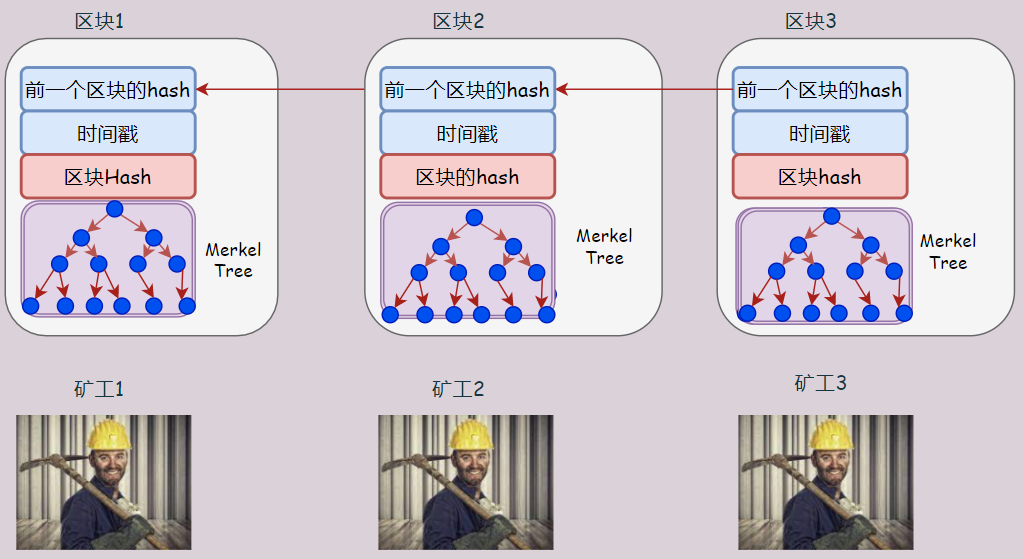 区块1
区块2
区块3
前一个区块的hash
时间戳
区块Hash
Merkel
Tree
前一个区块的hash
时间戳
区块的hash
Merkel
Tree
前一个区块的hash
时间戳
区块hash
Merkel
Tree
矿工1
矿工2
矿工3